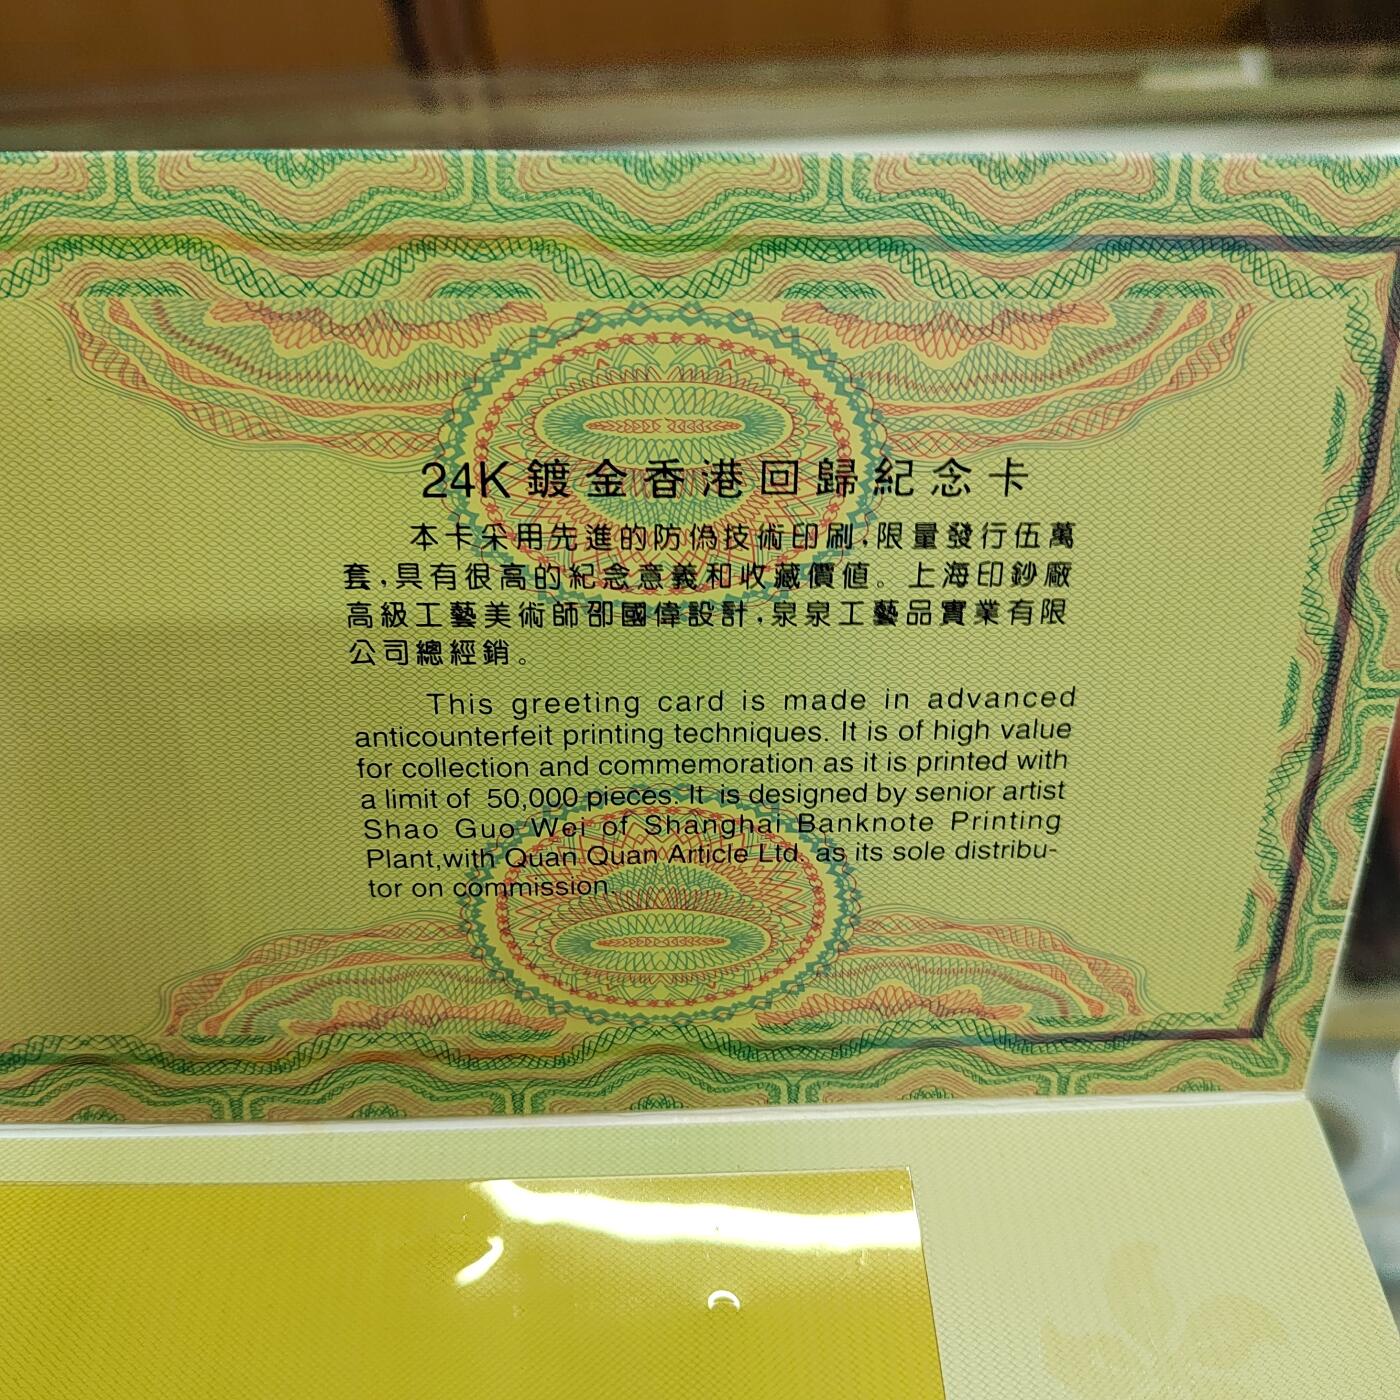 24K鍍金香港回歸紀念卡
本卡采用先進的防偽技術印刷,限量發行伍萬
套,具有很高的紀念意義和收藏價值。上海印鈔廠
高級工藝美術師邵國偉設計,泉泉工藝品實業有限
公司總經銷。
This greeting card is made in advanced
anticounterfeit printing techniques. It is of high value
for collection and commemoration as it is printed with
a limit of 50,000 pieces. It is designed by senior artist
Shao Guo Wei of Shanghai Banknote Printing
Plant,with Quan Quan Article Ltd. as its sole distribu-
tor on commission.